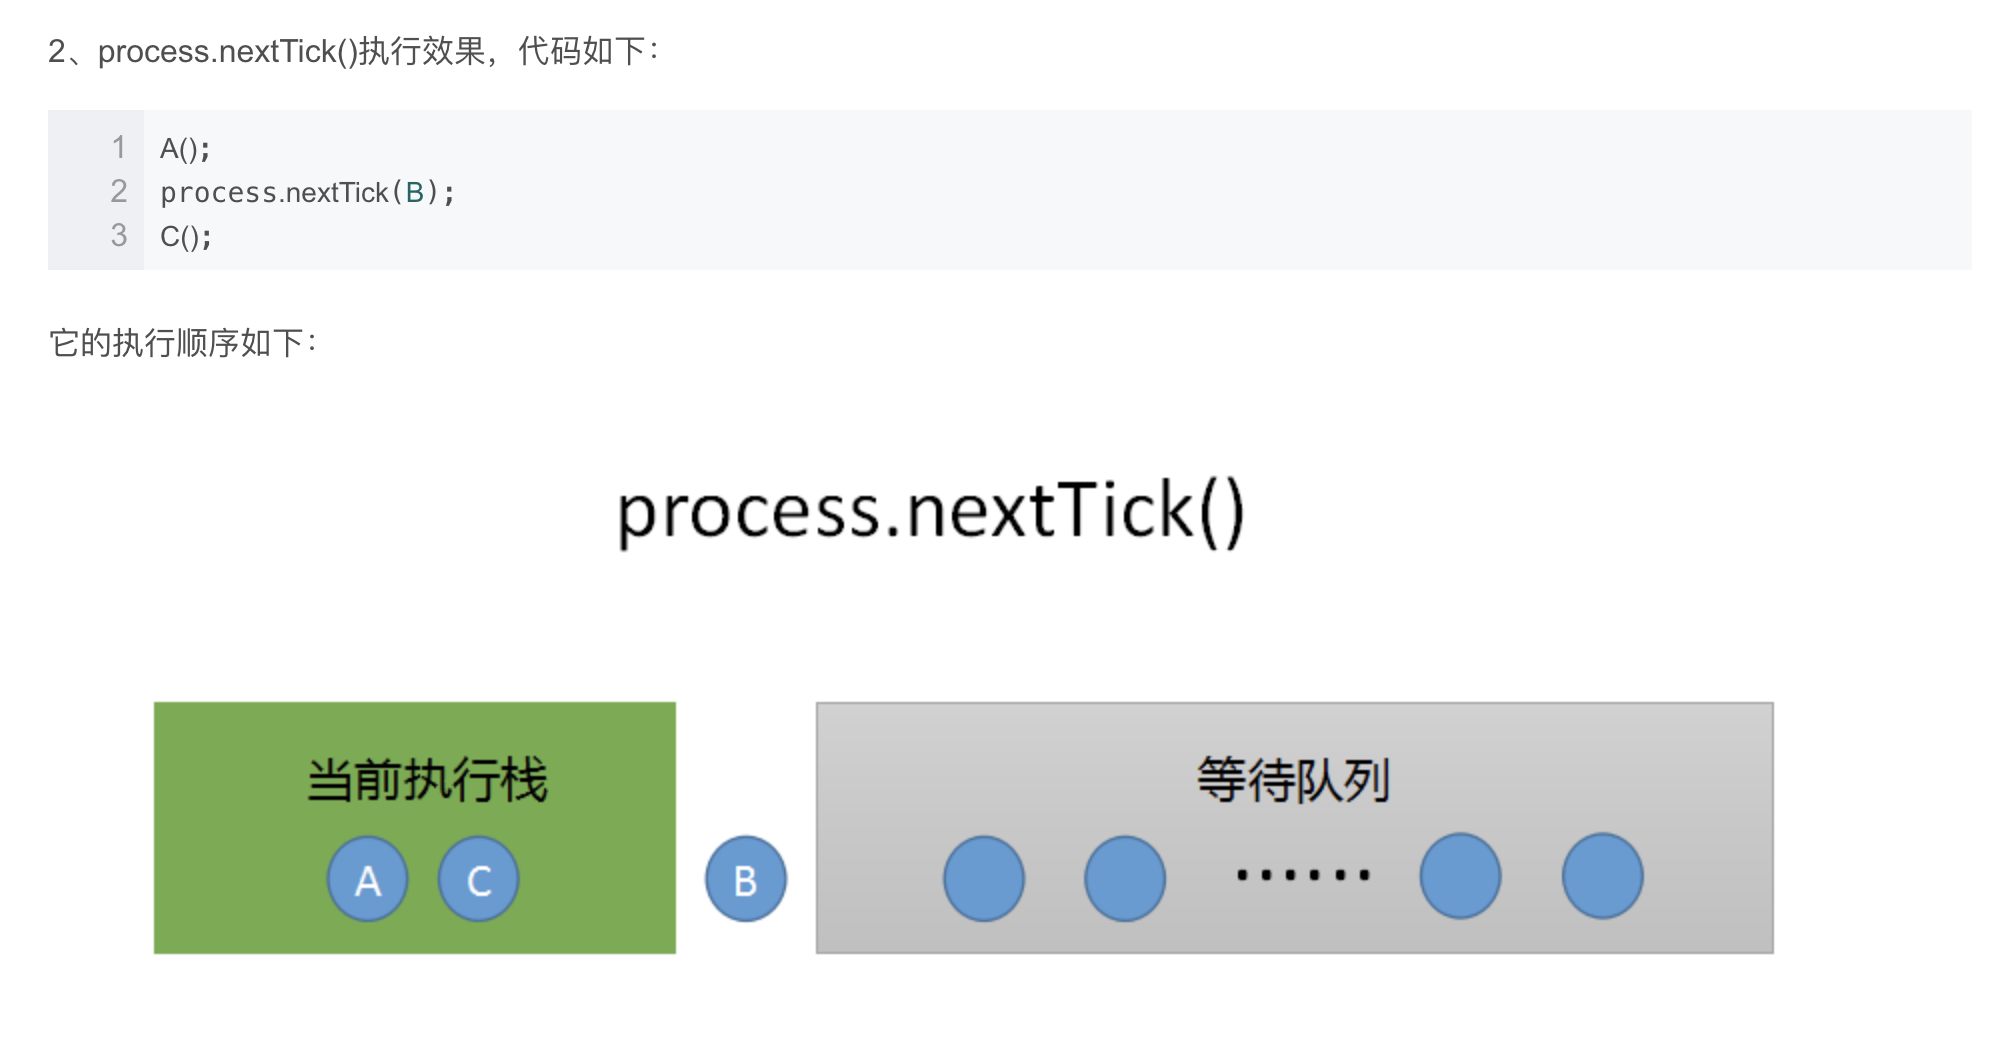 2、process.nextTick()执行效果，代码如下：
1 A();
2 process.nextTick(B);
3 C();
它的执行顺序如下：
process.nextTick()
当前执行栈
等待队列
A C B ······